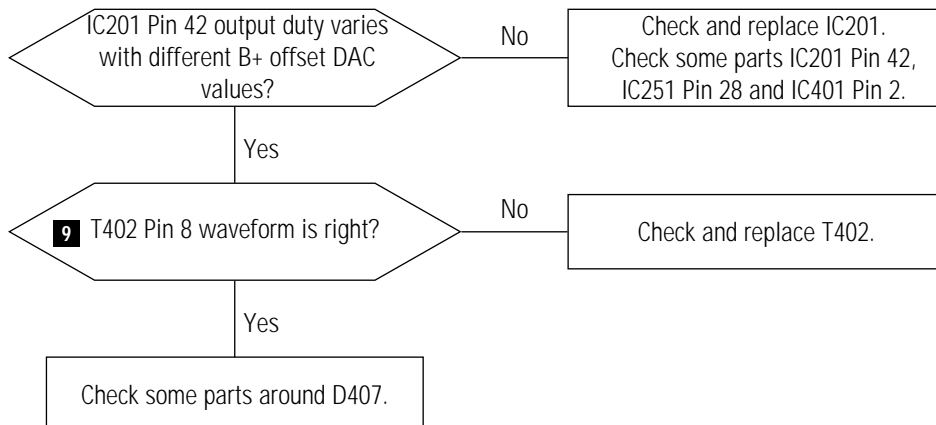 IC201 Pin 42 output duty varies
with different B+ offset DAC
values?
No
Check and replace IC201.
Check some parts IC201 Pin 42,
IC251 Pin 28 and IC401 Pin 2.
Yes
9 T402 Pin 8 waveform is right?
No
Check and replace T402.
Yes
Check some parts around D407.